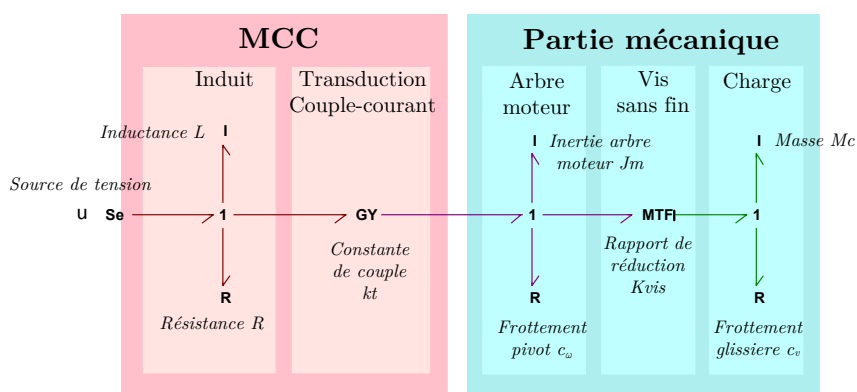 MCC
Partie mécanique
Induit
Transduction
Couple-courant
Arbre
moteur
Vis
sans fin
Charge
Inductance L
I
I
Inertie arbre
moteur Jm
I
Masse Mc
Source de tension
u Se
1
GY
1
MTF
1
Constante
de couple
kt
Rapport de
réduction
Kvis
R
R
R
Résistance R
Frottement
pivot cω
Frottement
glissiere cv